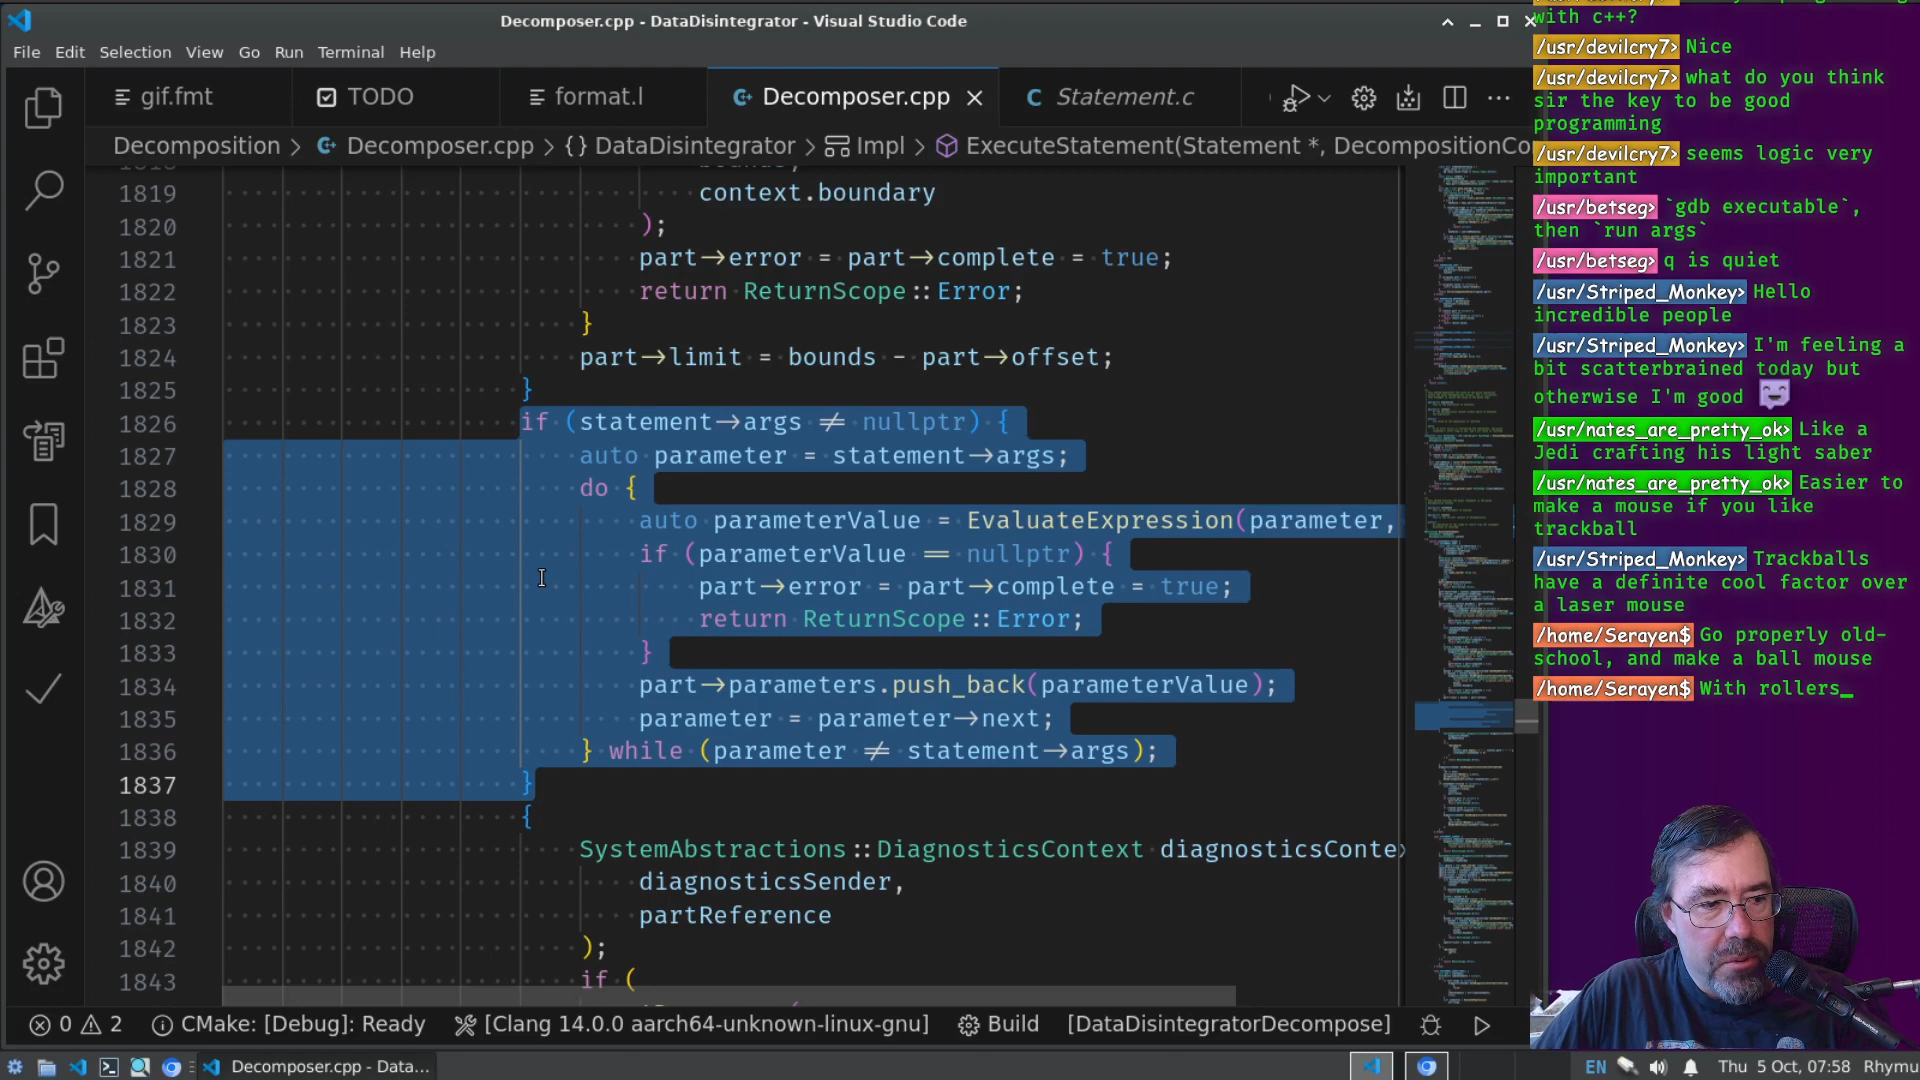 Decomposer.cpp - DataDisintegrator - Visual Studio Code
File Edit Selection View Go Run Terminal Help
gif.fmt TODO format.l Decomposer.cpp Statement.c
Decomposition > Decomposer.cpp > {} DataDisintegrator > Impl > ExecuteStatement(Statement *, DecompositionCo
1819 context.boundary
1820 );
1821 part→error = part→complete = true;
1822 return ReturnScope::Error;
1823 }
1824 part→limit = bounds - part→offset;
1825 }
1826 if (statement→args ≠ nullptr) {
1827 auto parameter = statement→args;
1828 do {
1829 auto parameterValue = EvaluateExpression(parameter,
1830 if (parameterValue == nullptr) {
1831 part→error = part→complete = true;
1832 return ReturnScope::Error;
1833 }
1834 part→parameters.push_back(parameterValue);
1835 parameter = parameter→next;
1836 } while (parameter ≠ statement→args);
1837 }
1838 {
1839 SystemAbstractions::DiagnosticsContext diagnosticsContex
1840 diagnosticsSender,
1841 partReference
1842 );
1843 if (
0 2 CMake: [Debug]: Ready [Clang 14.0.0 aarch64-unknown-linux-gnu] Build [DataDisintegratorDecompose]
Decomposer.cpp - Data...
EN Thu 5 Oct, 07:58 Rhymu
with c++?
/usr/devilcry7> Nice
/usr/devilcry7> what do you think
sir the key to be good
programming
/usr/devilcry7> seems logic very
important
/usr/betseg> `gdb executable`,
then `run args`
/usr/betseg> q is quiet
/usr/Striped_Monkey> Hello
incredible people
/usr/Striped_Monkey> I'm feeling a
bit scatterbrained today but
otherwise I'm good
/usr/nates_are_pretty_ok> Like a
Jedi crafting his light saber
/usr/nates_are_pretty_ok> Easier to
make a mouse if you like
trackball
/usr/Striped_Monkey> Trackballs
have a definite cool factor over
a laser mouse
/home/Serayen$ Go properly old-
school, and make a ball mouse
/home/Serayen$ With rollers_